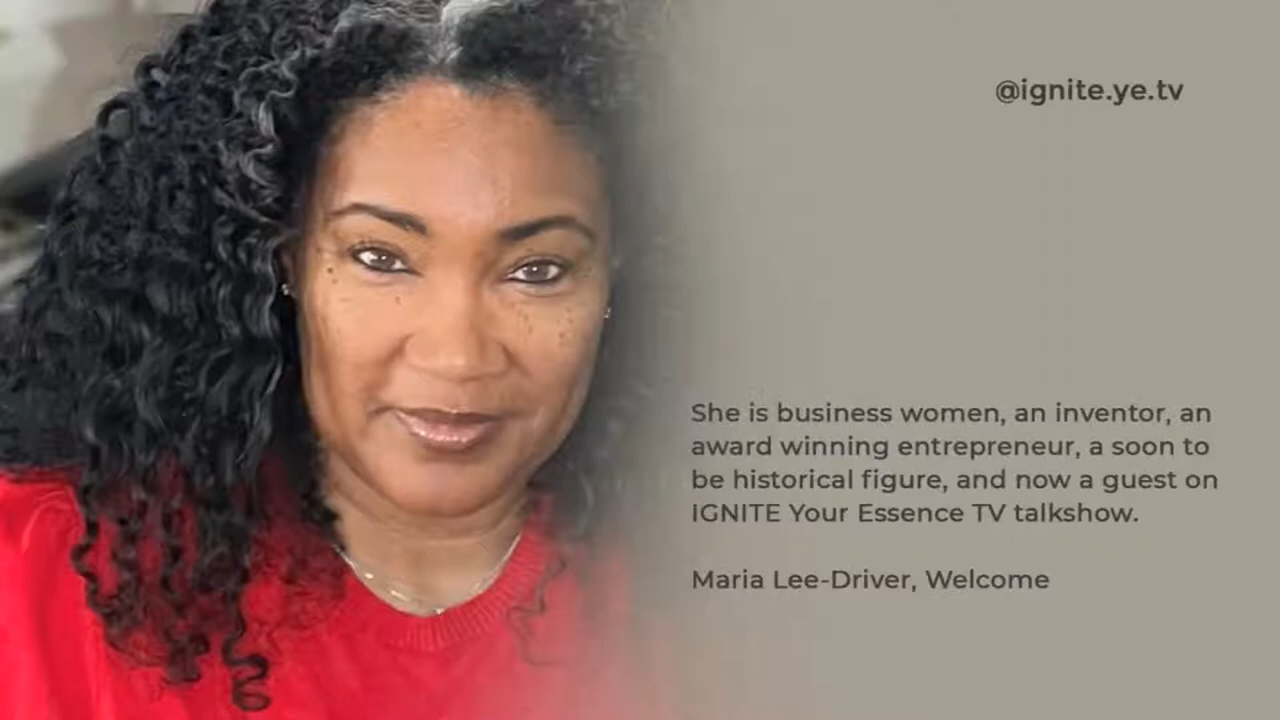 @ignite.ye.tv
She is business women, an inventor, an
award winning entrepreneur, a soon to
be historical figure, and now a guest on
IGNITE Your Essence TV talkshow.
Maria Lee-Driver, Welcome